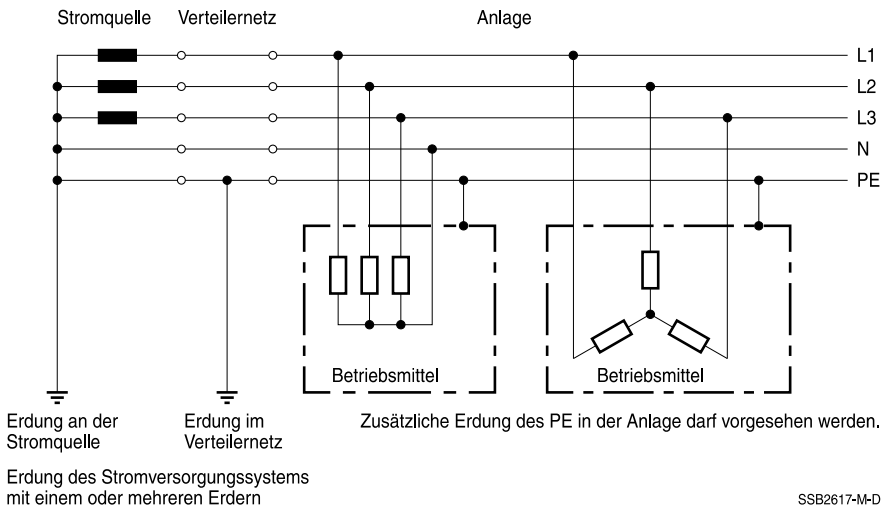 Stromquelle Verteilernetz Anlage
L1
L2
L3
N
PE
Betriebsmittel Betriebsmittel
Erdung an der
Stromquelle
Erdung im
Verteilernetz
Zusätzliche Erdung des PE in der Anlage darf vorgesehen werden.
Erdung des Stromversorgungssystems
mit einem oder mehreren Erdern
SSB2617-M-D